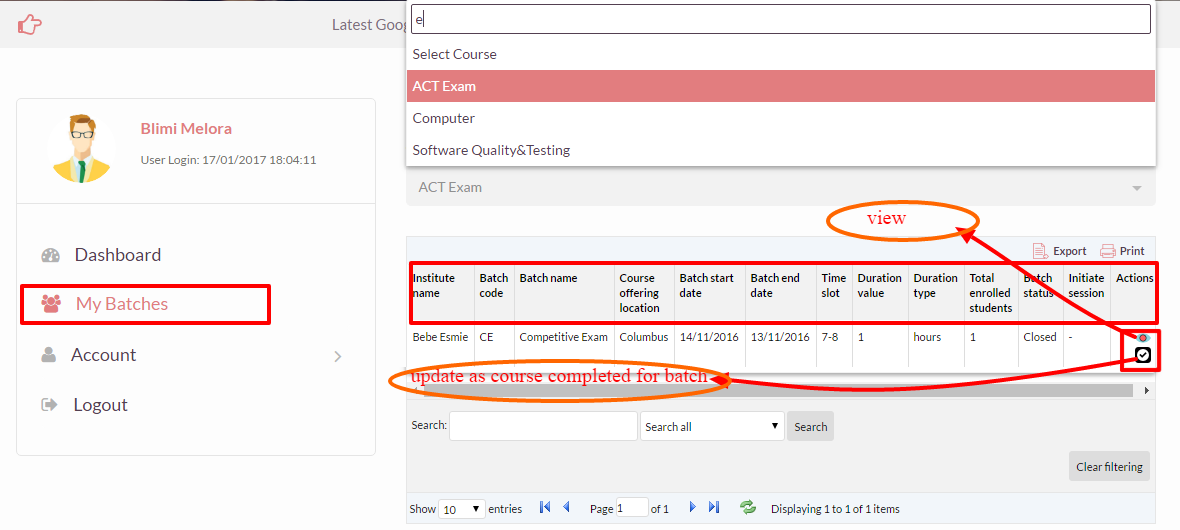 Latest Goo
e
Select Course
ACT Exam
Computer
Software Quality&Testing
ACT Exam
Blimi Melora
User Login: 17/01/2017 18:04:11
Dashboard
My Batches
Account
Logout
view
Export Print
Institute name Batch code Batch name Course offering location Batch start date Batch end date Time slot Duration value Duration type Total enrolled students Batch status Initiate session Actions
Bebe Esmie CE Competitive Exam Columbus 14/11/2016 13/11/2016 7-8 1 hours 1 Closed -
update as course completed for batch
Search: Search all Search
Clear filtering
Show 10 entries Page 1 of 1 Displaying 1 to 1 of 1 items